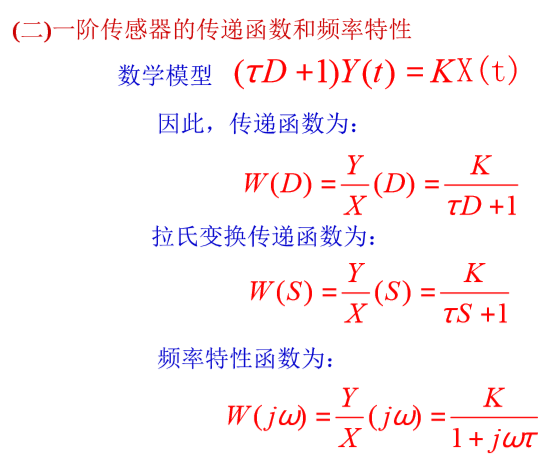 (二)一阶传感器的传递函数和频率特性
数学模型 (τD+1)Y(t)=KX(t)
因此，传递函数为：
W(D)=Y/X(D)=K/(τD+1)
拉氏变换传递函数为：
W(S)=Y/X(S)=K/(τS+1)
频率特性函数为：
W(jω)=Y/X(jω)=K/(1+jωτ)